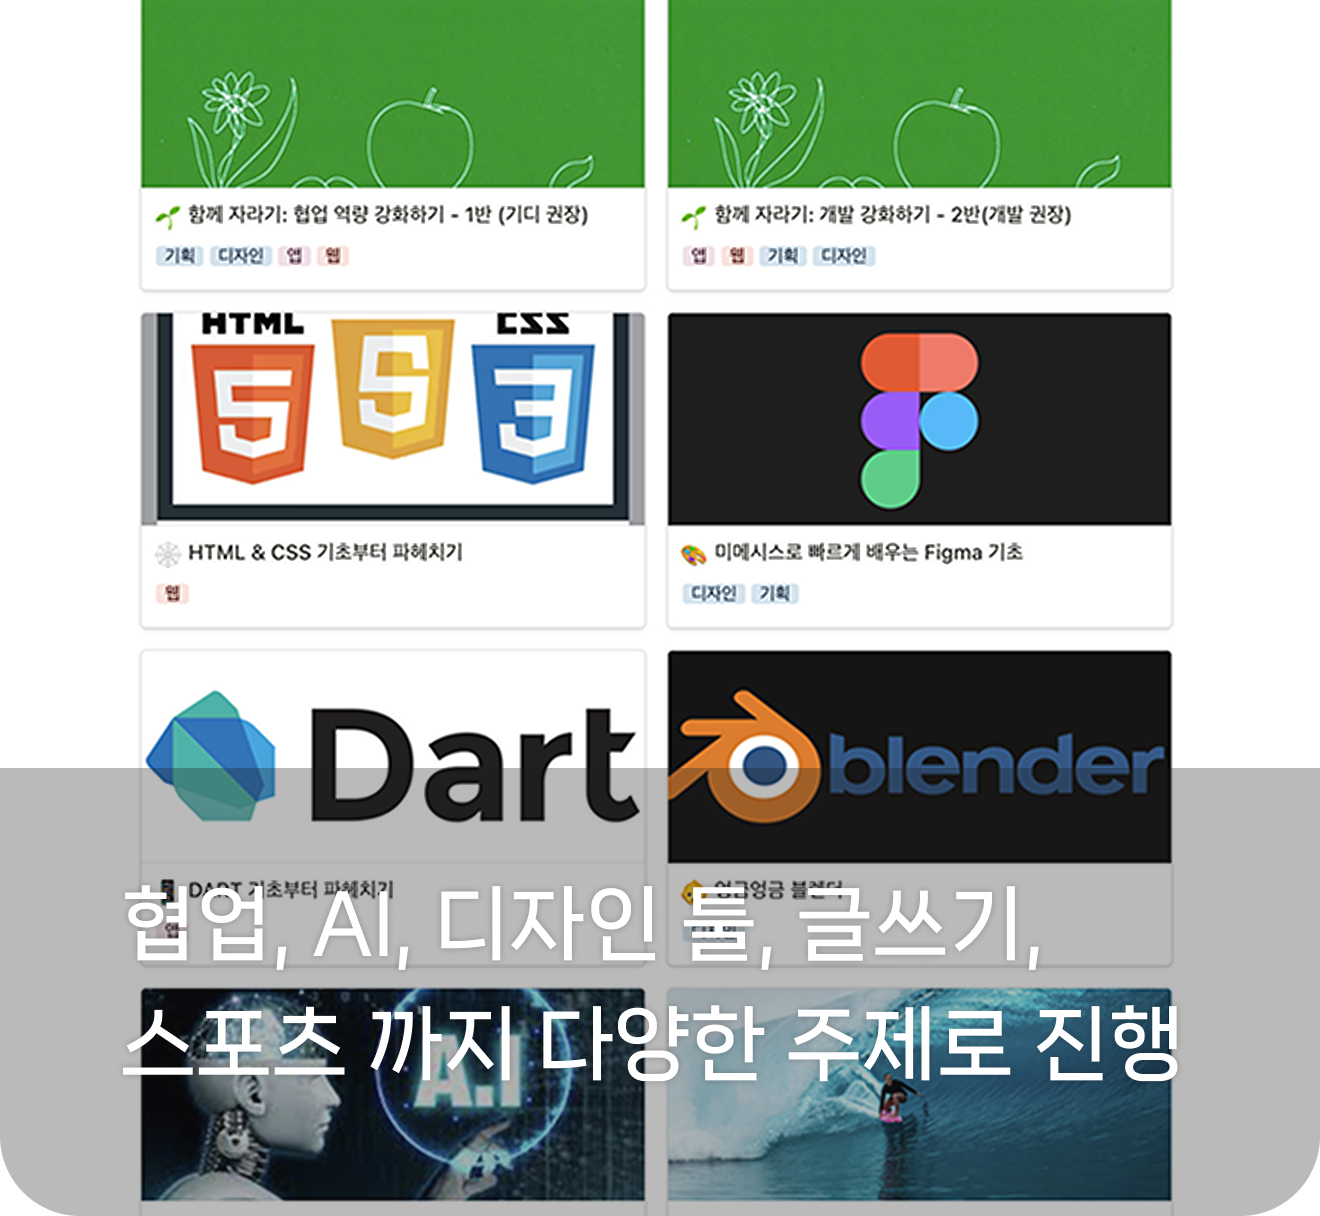 🌱 함께 자라기: 협업 역량 강화하기 - 1반 (기디 권장)
기획 디자인 앱 웹
🌱 함께 자라기: 개발 강화하기 - 2반(개발 권장)
앱 웹 기획 디자인
HTML CSS
5 5 3
🕸 HTML & CSS 기초부터 파헤치기
웹
🎨 미메시스로 빠르게 배우는 Figma 기초
디자인 기획
Dart
blender
DART 기초부터 파헤치기
앱
엉금엉금 블렌더
디자인
협업, AI, 디자인 툴, 글쓰기,
스포츠 까지 다양한 주제로 진행
A.I